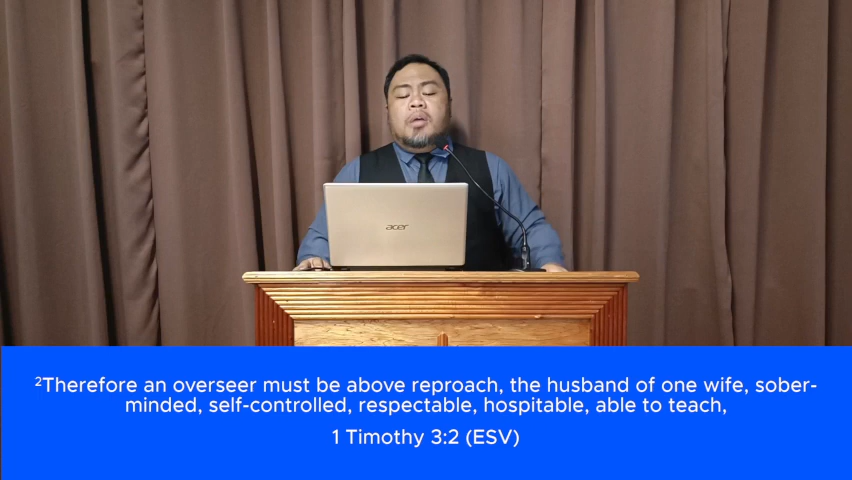 acer
²Therefore an overseer must be above reproach, the husband of one wife, sober-
minded, self-controlled, respectable, hospitable, able to teach,
1 Timothy 3:2 (ESV)